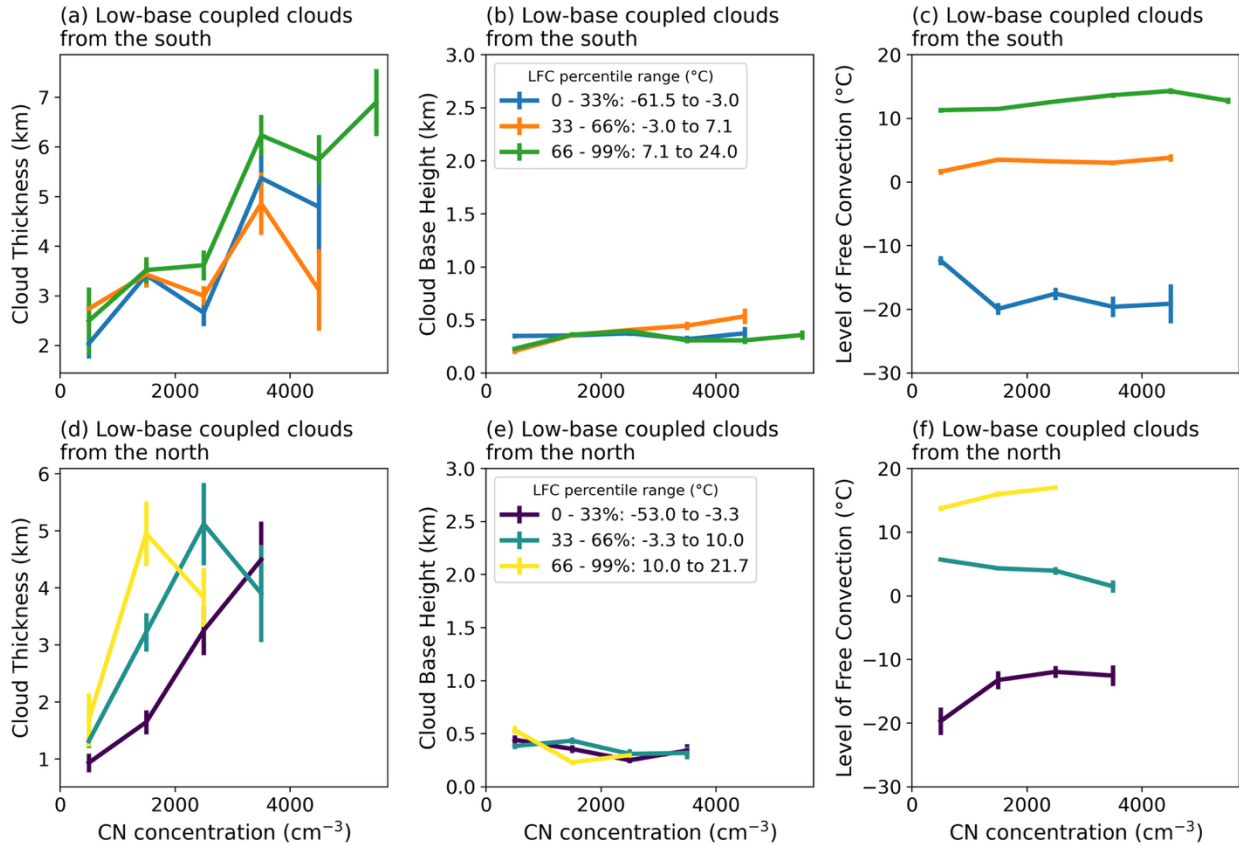 (a) Low-base coupled clouds
from the south
Cloud Thickness (km)
7
6
5
4
3
2
0
2000
4000
(b) Low-base coupled clouds
from the south
Cloud Base Height (km)
3.0
2.5
2.0
1.5
1.0
0.5
0.0
LFC percentile range (°C)
0 - 33%: -61.5 to -3.0
33 - 66%: -3.0 to 7.1
66 - 99%: 7.1 to 24.0
0
2000
4000
(c) Low-base coupled clouds
from the south
Level of Free Convection (°C)
20
10
0
−10
−20
−30
0
2000
4000
(d) Low-base coupled clouds
from the north
Cloud Thickness (km)
6
5
4
3
2
1
0
2000
4000
CN concentration (cm⁻³)
(e) Low-base coupled clouds
from the north
Cloud Base Height (km)
3.0
2.5
2.0
1.5
1.0
0.5
0.0
LFC percentile range (°C)
0 - 33%: -53.0 to -3.3
33 - 66%: -3.3 to 10.0
66 - 99%: 10.0 to 21.7
0
2000
4000
CN concentration (cm⁻³)
(f) Low-base coupled clouds
from the north
Level of Free Convection (°C)
20
10
0
−10
−20
−30
0
2000
4000
CN concentration (cm⁻³)